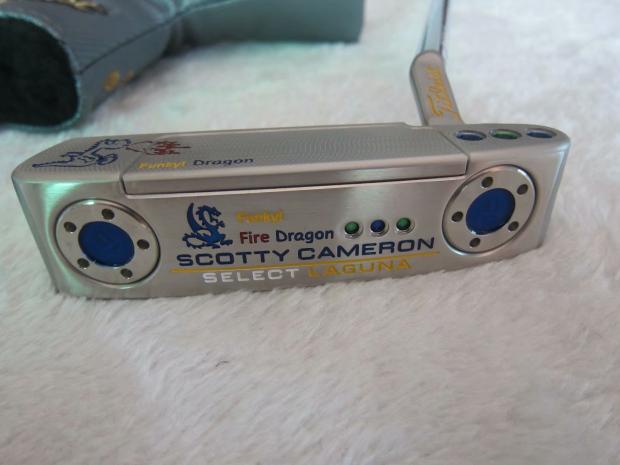 Titleist
Funky! Dragon
Funky!
Fire Dragon
SCOTTY CAMERON
SELECT LAGUNA